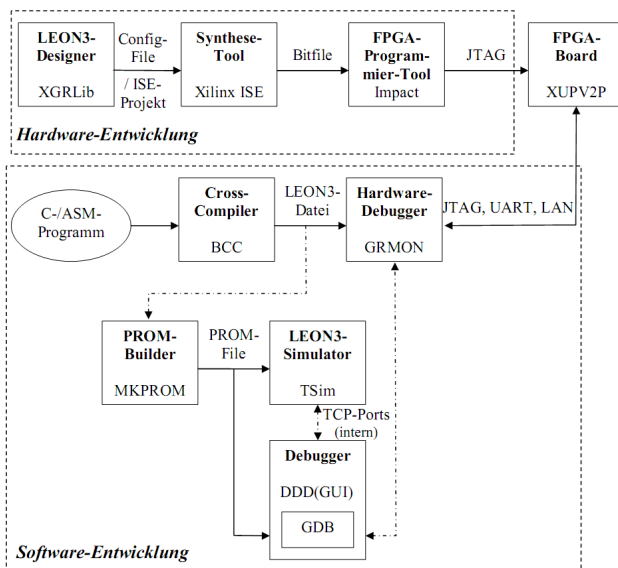 LEON3-
Designer
XGRLib
Config-
File
/ ISE-
Projekt
Synthese-
Tool
Xilinx ISE
Bitfile
FPGA-
Program-
mier-Tool
Impact
JTAG
FPGA-
Board
XUPV2P
Hardware-Entwicklung
C-/ASM-
Programm
Cross-
Compiler
BCC
LEON3-
Datei
Hardware-
Debugger
GRMON
JTAG, UART, LAN
PROM-
Builder
MKPROM
PROM-
File
LEON3-
Simulator
TSim
TCP-Ports
(intern)
Debugger
DDD(GUI)
GDB
Software-Entwicklung